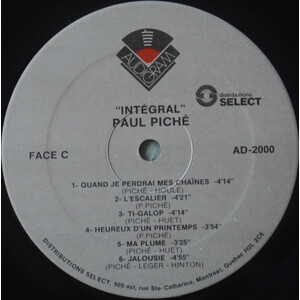 AUDIOGRAM
distributions
SELECT
"INTÉGRAL"
PAUL PICHÉ
FACE C
AD-2000
1- QUANDO JE PERDRAI MES CHAÎNES -4'14"
(PICHÉ - HOULE)
2- L'ESCALIER -4'21"
(P.PICHÉ)
3- TI-GALOP -4'14"
(PICHÉ - HUET)
4- HEUREUX D'UN PRINTEMPS -3'54"
(P.PICHÉ)
5- MA PLUME -3'25"
(PICHÉ - HUET)
6- JALOUSIE -4'55"
(PICHÉ - LEGER - HINTON)
DISTRIBUTIONS SELECT, 500 est, rue Ste-Catherine, Montréal, Quebec H2L 2C6